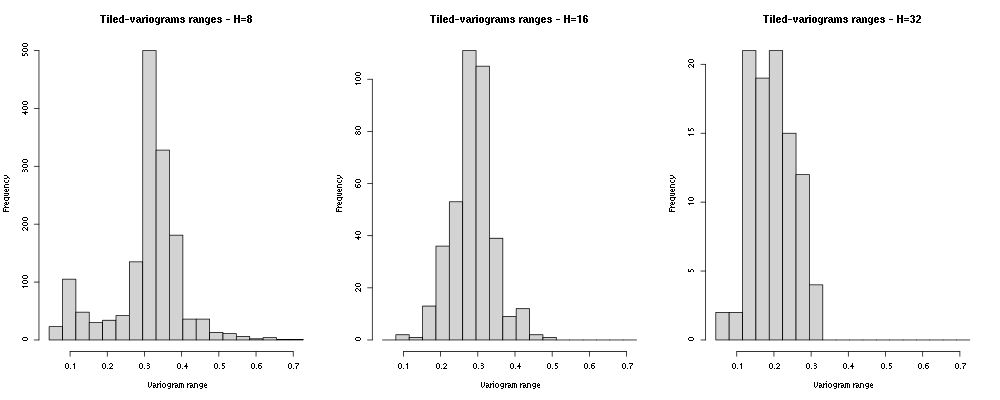 Tiled-variograms ranges - H=8
500
400
300
200
100
0
Frequency
0.1 0.2 0.3 0.4 0.5 0.6 0.7
Variogram range
Tiled-variograms ranges - H=16
100
80
60
40
20
0
Frequency
0.1 0.2 0.3 0.4 0.5 0.6 0.7
Variogram range
Tiled-variograms ranges - H=32
20
15
10
5
0
Frequency
0.1 0.2 0.3 0.4 0.5 0.6 0.7
Variogram range